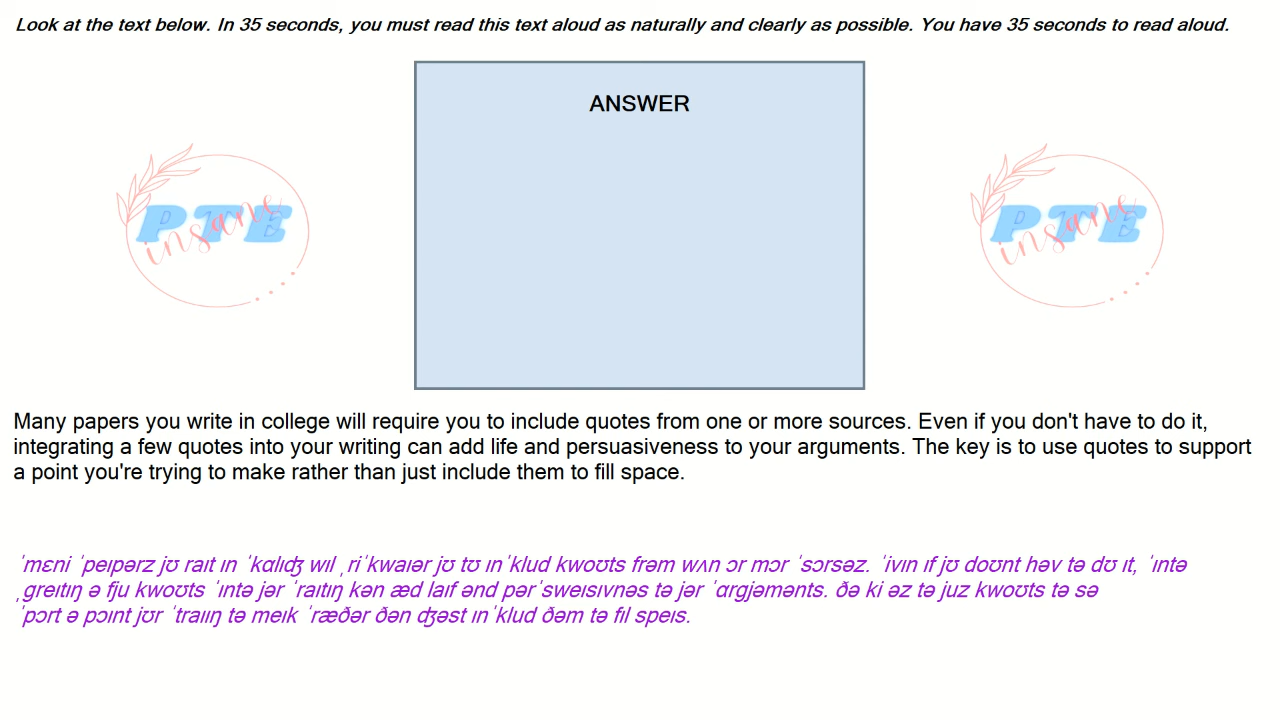 Look at the text below. In 35 seconds, you must read this text aloud as naturally and clearly as possible. You have 35 seconds to read aloud.
ANSWER
PTE
insane
PTE
insane
Many papers you write in college will require you to include quotes from one or more sources. Even if you don't have to do it,
integrating a few quotes into your writing can add life and persuasiveness to your arguments. The key is to use quotes to support
a point you're trying to make rather than just include them to fill space.
ˈmɛni ˈpeɪpərz jʊ raɪt ɪn ˈkɑlɪʤ wɪl ˌriˈkwaɪər jʊ tʊ ɪnˈklud kwoʊts frəm wʌn ɔr mɔr ˈsɔrsəz. ˈivɪn ɪf jʊ doʊnt həv tə dʊ ɪt, ˈɪntə
ˌgreɪtɪŋ ə fju kwoʊts ˈɪntə jər ˈraɪtɪŋ kən æd laɪf ənd pərˈsweɪsɪvnəs tə jər ˈɑrgjəmənts. ðə ki əz tə juz kwoʊts tə sə
ˈpɔrt ə pɔɪnt jʊr ˈtraɪɪŋ tə meɪk ˈræðər ðən ʤəst ɪnˈklud ðəm tə fɪl speɪs.